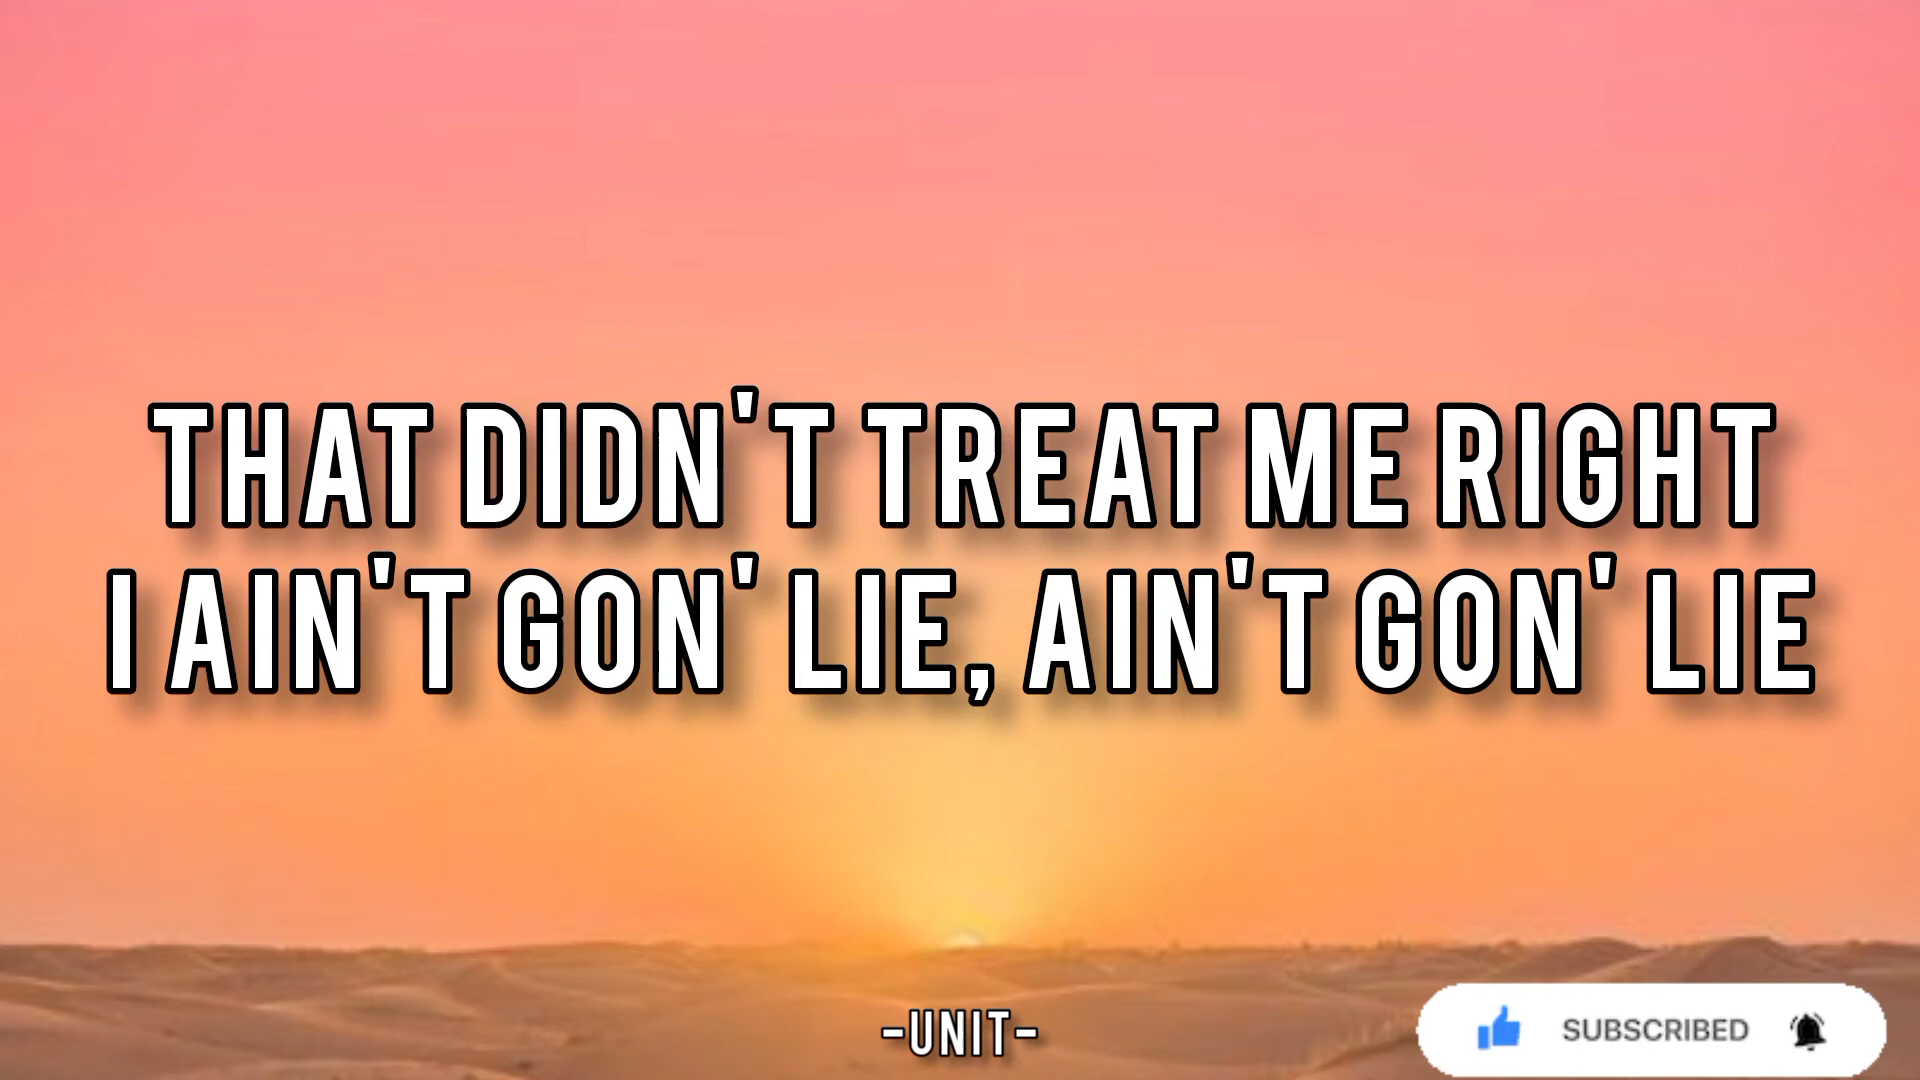 THAT DIDN'T TREAT ME RIGHT
I AIN'T GON' LIE, AIN'T GON' LIE
-UNIT-
SUBSCRIBED